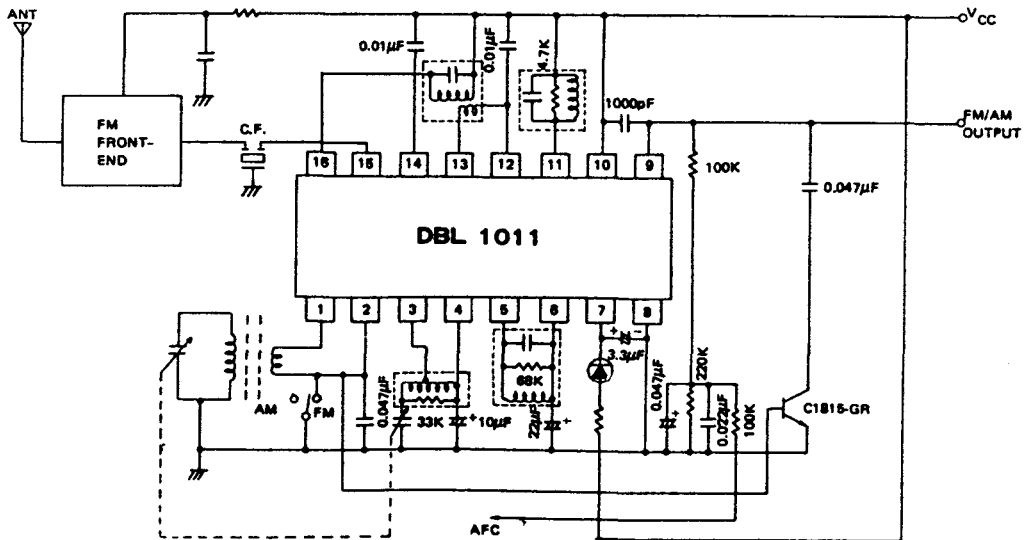 ANT
V CC
0.01µF
0.01µF
4.7K
1000pF
FM/AM
OUTPUT
FM
FRONT-
END
C.F.
16
15
14
13
12
11
10
9
100K
0.047µF
DBL 1011
1
2
3
4
5
6
7
8
68K
3.3µF
+
-
220K
AM
FM
0.047µF
33K
+
10µF
22µF
+
0.047µF
+
0.022µF
100K
C1815-GR
AFC